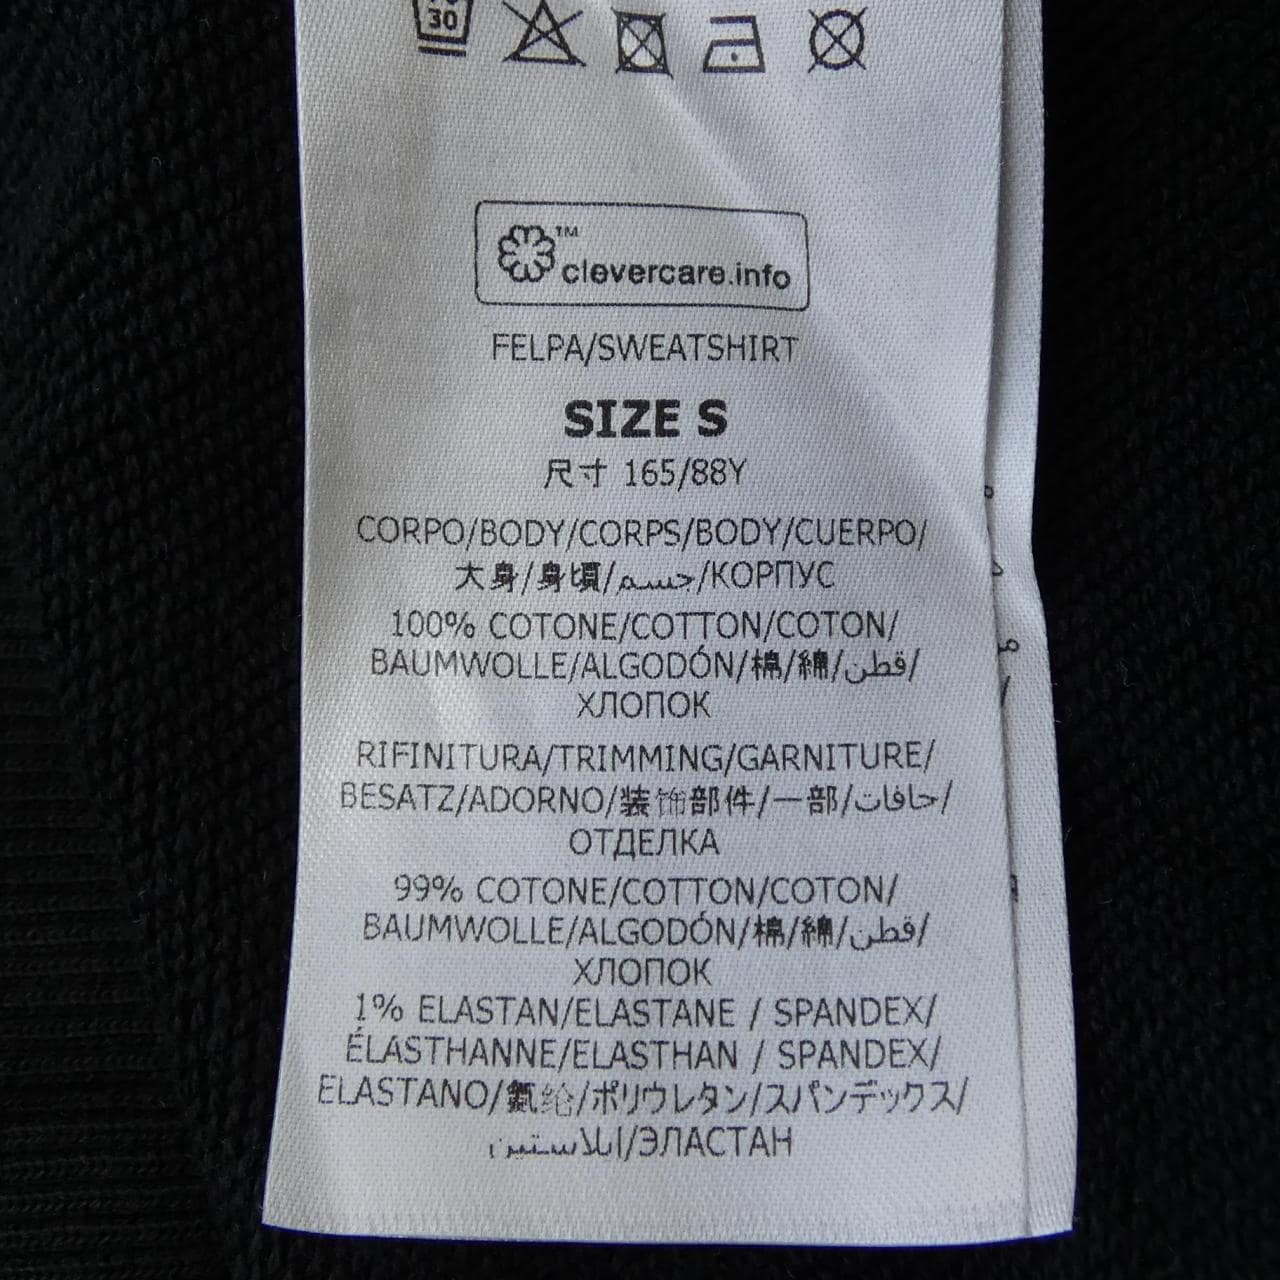 30
clevercare.info™
FELPA/SWEATSHIRT
SIZE S
尺寸 165/88Y
CORPO/BODY/CORPS/BODY/CUERPO/
大身/身頃/جسم/КОРПУС
100% COTONE/COTTON/COTON/
BAUMWOLLE/ALGODÓN/棉/綿/قطن/
ХЛОПОК
RIFINITURA/TRIMMING/GARNITURE/
BESATZ/ADORNO/装饰部件/一部/حافات/
ОТДЕЛКА
99% COTONE/COTTON/COTON/
BAUMWOLLE/ALGODÓN/棉/綿/قطن/
ХЛОПОК
1% ELASTAN/ELASTANE / SPANDEX/
ÉLASTHANNE/ELASTHAN / SPANDEX/
ELASTANO/氨纶/ポリウレタン/スパンデックス/
ايلاستين/ЭЛАСТАН